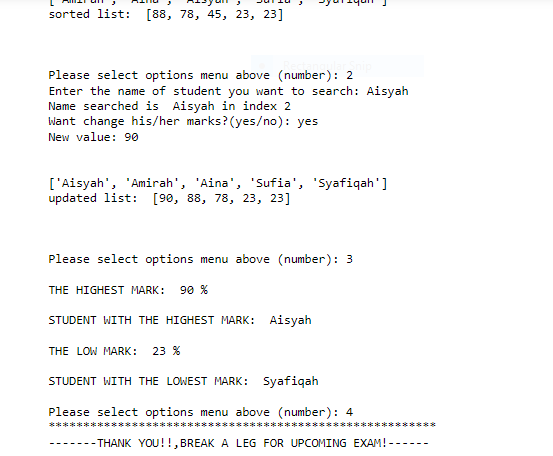 sorted list:  [88, 78, 45, 23, 23]
Please select options menu above (number): 2
Enter the name of student you want to search: Aisyah
Name searched is  Aisyah in index 2
Want change his/her marks?(yes/no): yes
New value: 90
['Aisyah', 'Amirah', 'Aina', 'Sufia', 'Syafiqah']
updated list:  [90, 88, 78, 23, 23]
Please select options menu above (number): 3
THE HIGHEST MARK:  90 %
STUDENT WITH THE HIGHEST MARK:  Aisyah
THE LOW MARK:  23 %
STUDENT WITH THE LOWEST MARK:  Syafiqah
Please select options menu above (number): 4
********************************************************
-------THANK YOU!!,BREAK A LEG FOR UPCOMING EXAM!------